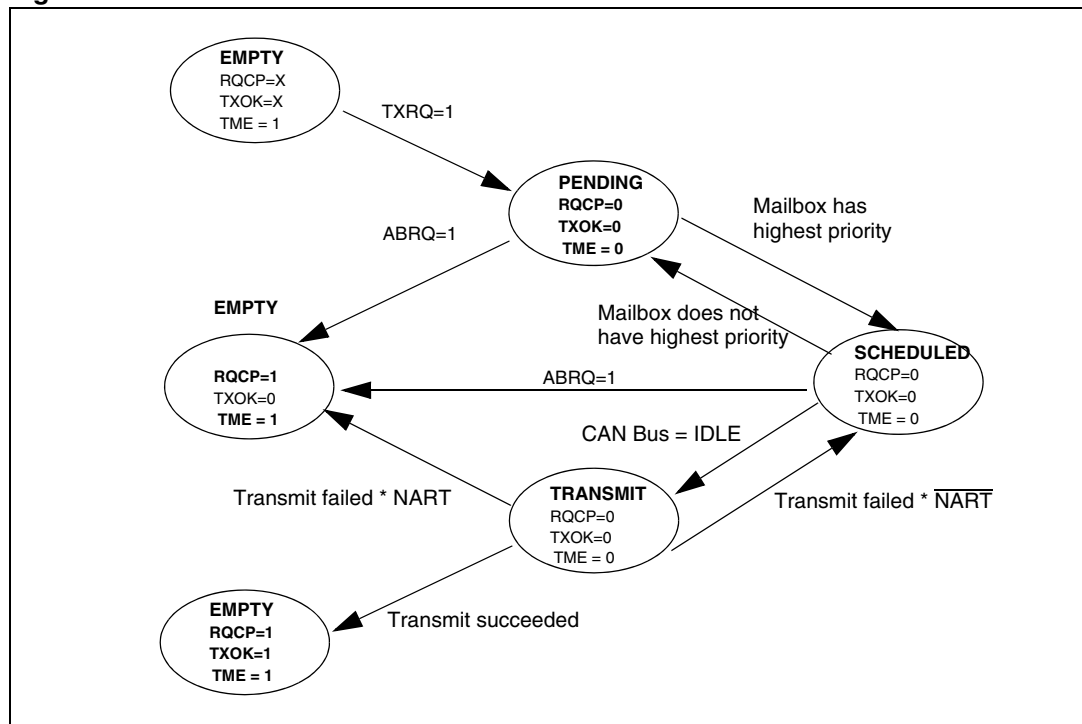 EMPTY
RQCP=X
TXOK=X
TME = 1
TXRQ=1
PENDING
RQCP=0
TXOK=0
TME = 0
Mailbox has
highest priority
ABRQ=1
EMPTY
RQCP=1
TXOK=0
TME = 1
Mailbox does not
have highest priority
SCHEDULED
RQCP=0
TXOK=0
TME = 0
ABRQ=1
CAN Bus = IDLE
Transmit failed * NART
TRANSMIT
RQCP=0
TXOK=0
TME = 0
Transmit failed * N̅A̅R̅T̅
EMPTY
RQCP=1
TXOK=1
TME = 1
Transmit succeeded